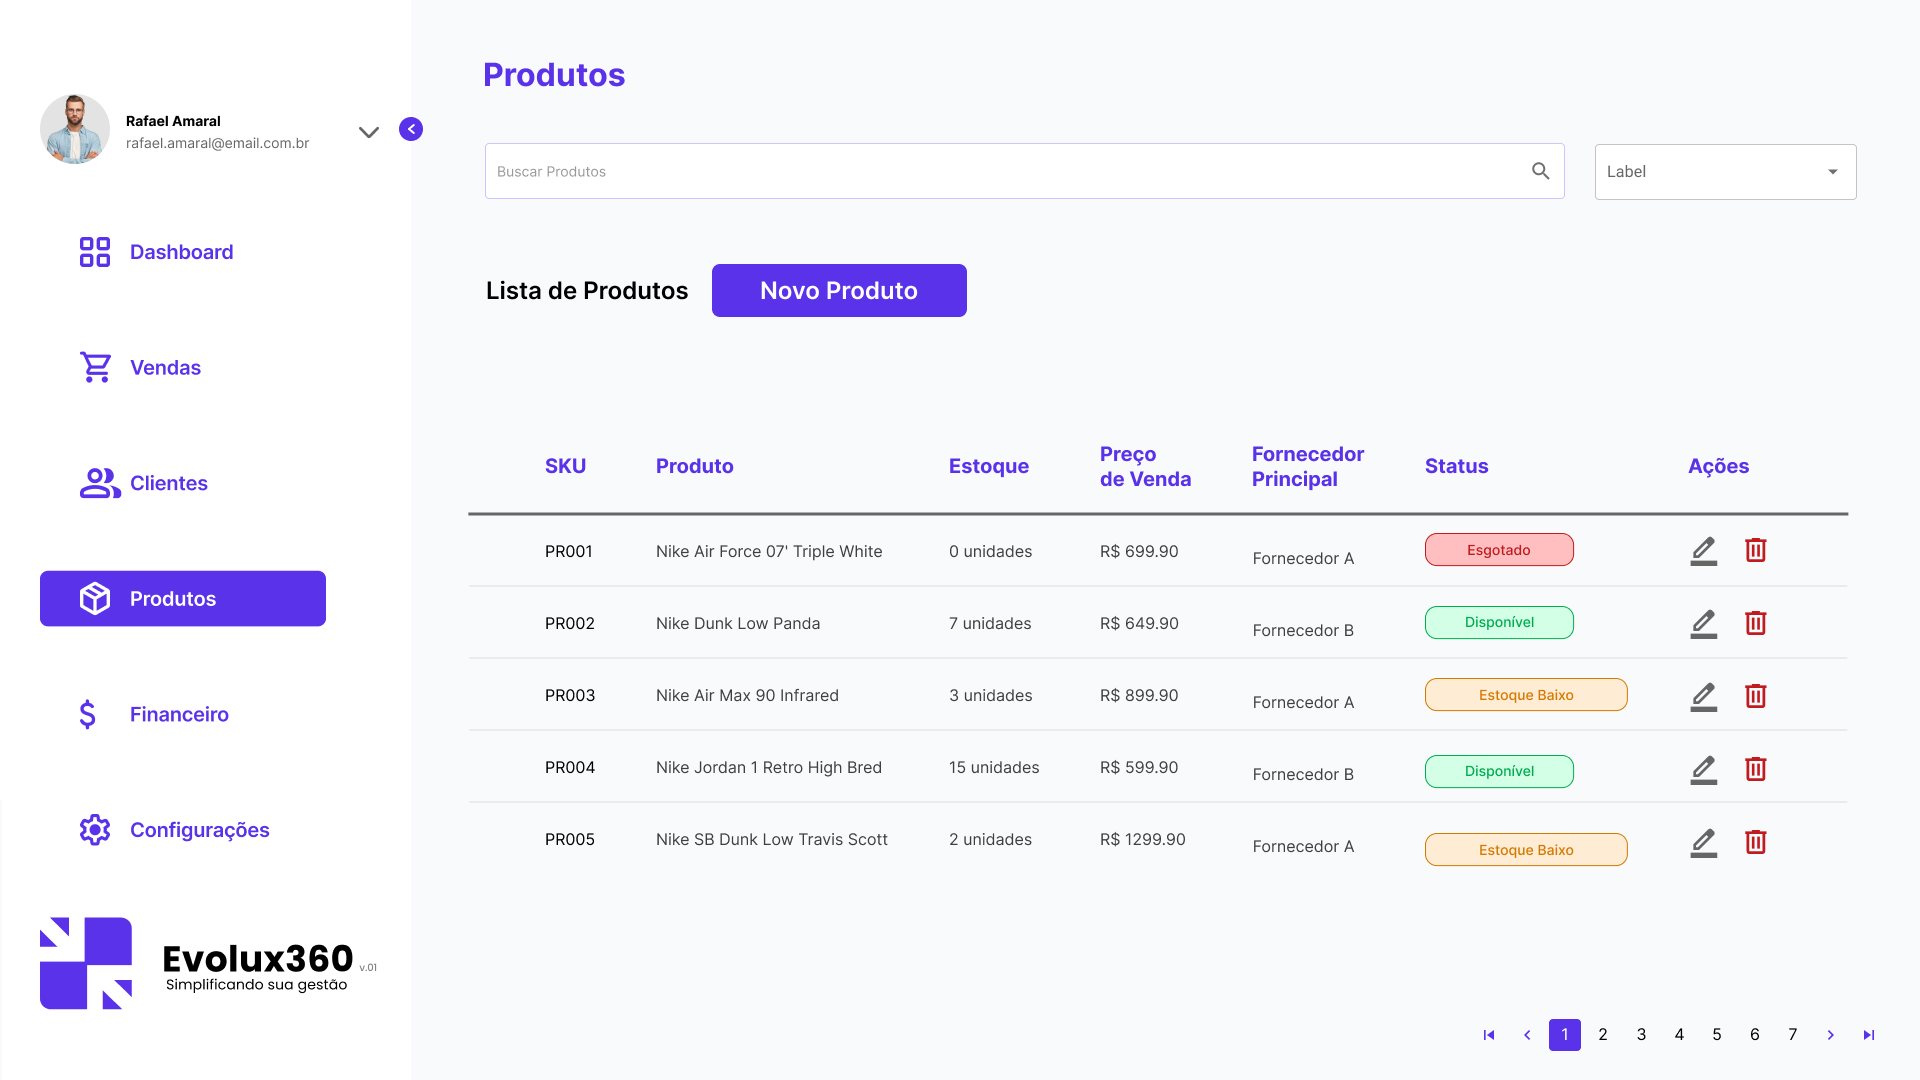 Rafael Amaral
rafael.amaral@email.com.br
Dashboard
Vendas
Clientes
Produtos
Financeiro
Configurações
Evolux360 v.01
Simplificando sua gestão
Produtos
Buscar Produtos
Label
Lista de Produtos
Novo Produto
SKU Produto Estoque Preço de Venda Fornecedor Principal Status Ações
PR001 Nike Air Force 07' Triple White 0 unidades R$ 699.90 Fornecedor A Esgotado
PR002 Nike Dunk Low Panda 7 unidades R$ 649.90 Fornecedor B Disponível
PR003 Nike Air Max 90 Infrared 3 unidades R$ 899.90 Fornecedor A Estoque Baixo
PR004 Nike Jordan 1 Retro High Bred 15 unidades R$ 599.90 Fornecedor B Disponível
PR005 Nike SB Dunk Low Travis Scott 2 unidades R$ 1299.90 Fornecedor A Estoque Baixo
1 2 3 4 5 6 7